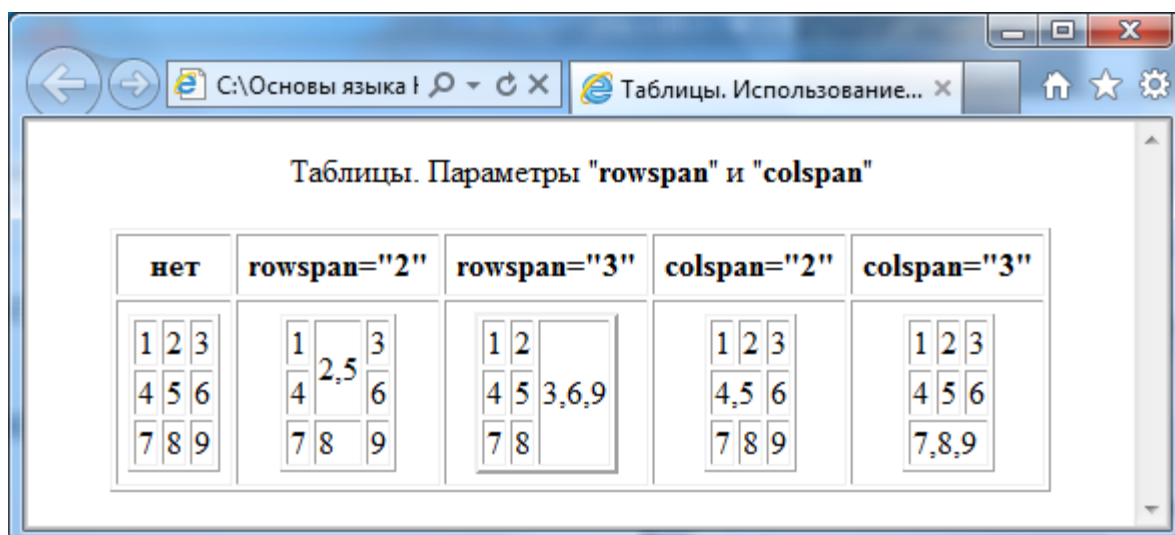 C:\Основы языка
Таблицы. Использование...
Таблицы. Параметры "rowspan" и "colspan"
нет rowspan="2" rowspan="3" colspan="2" colspan="3"
1 2 3 1 2,5 3 1 2 3,6,9 1 2 3 1 2 3
4 5 6 4 6 4 5 4,5 6 4 5 6
7 8 9 7 8 9 7 8 7 8 9 7,8,9